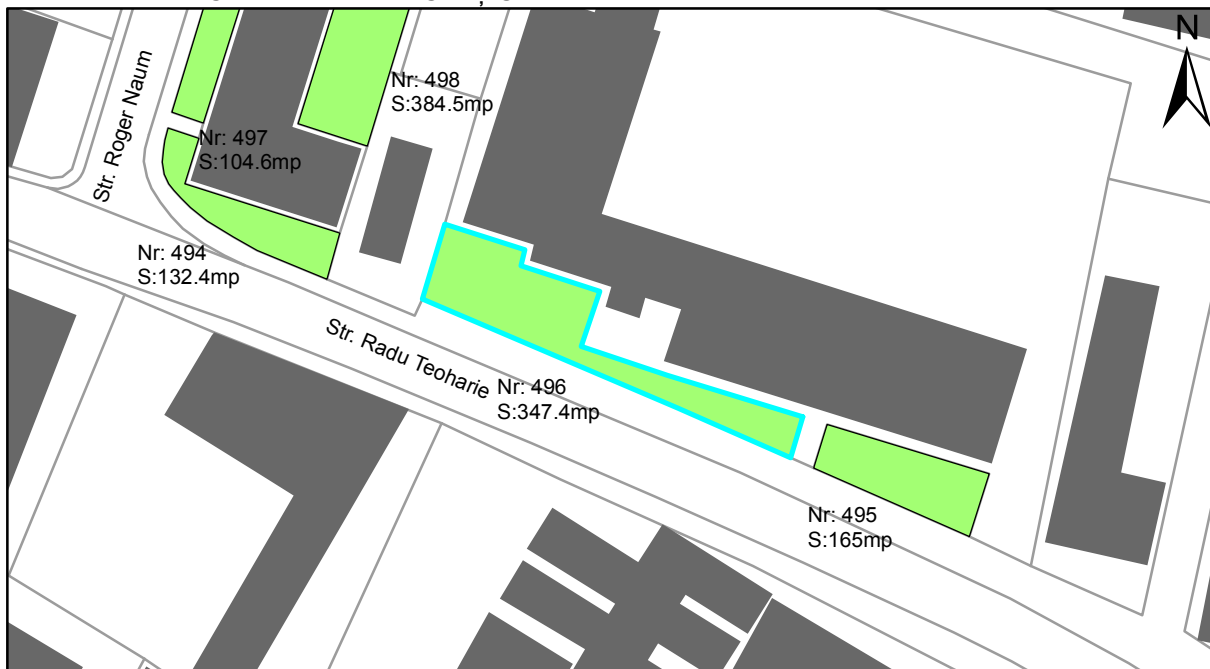 N
Nr: 498
S:384.5mp
Str. Roger Naum
Nr: 497
S:104.6mp
Nr: 494
S:132.4mp
Str. Radu Teoharie
Nr: 496
S:347.4mp
Nr: 495
S:165mp